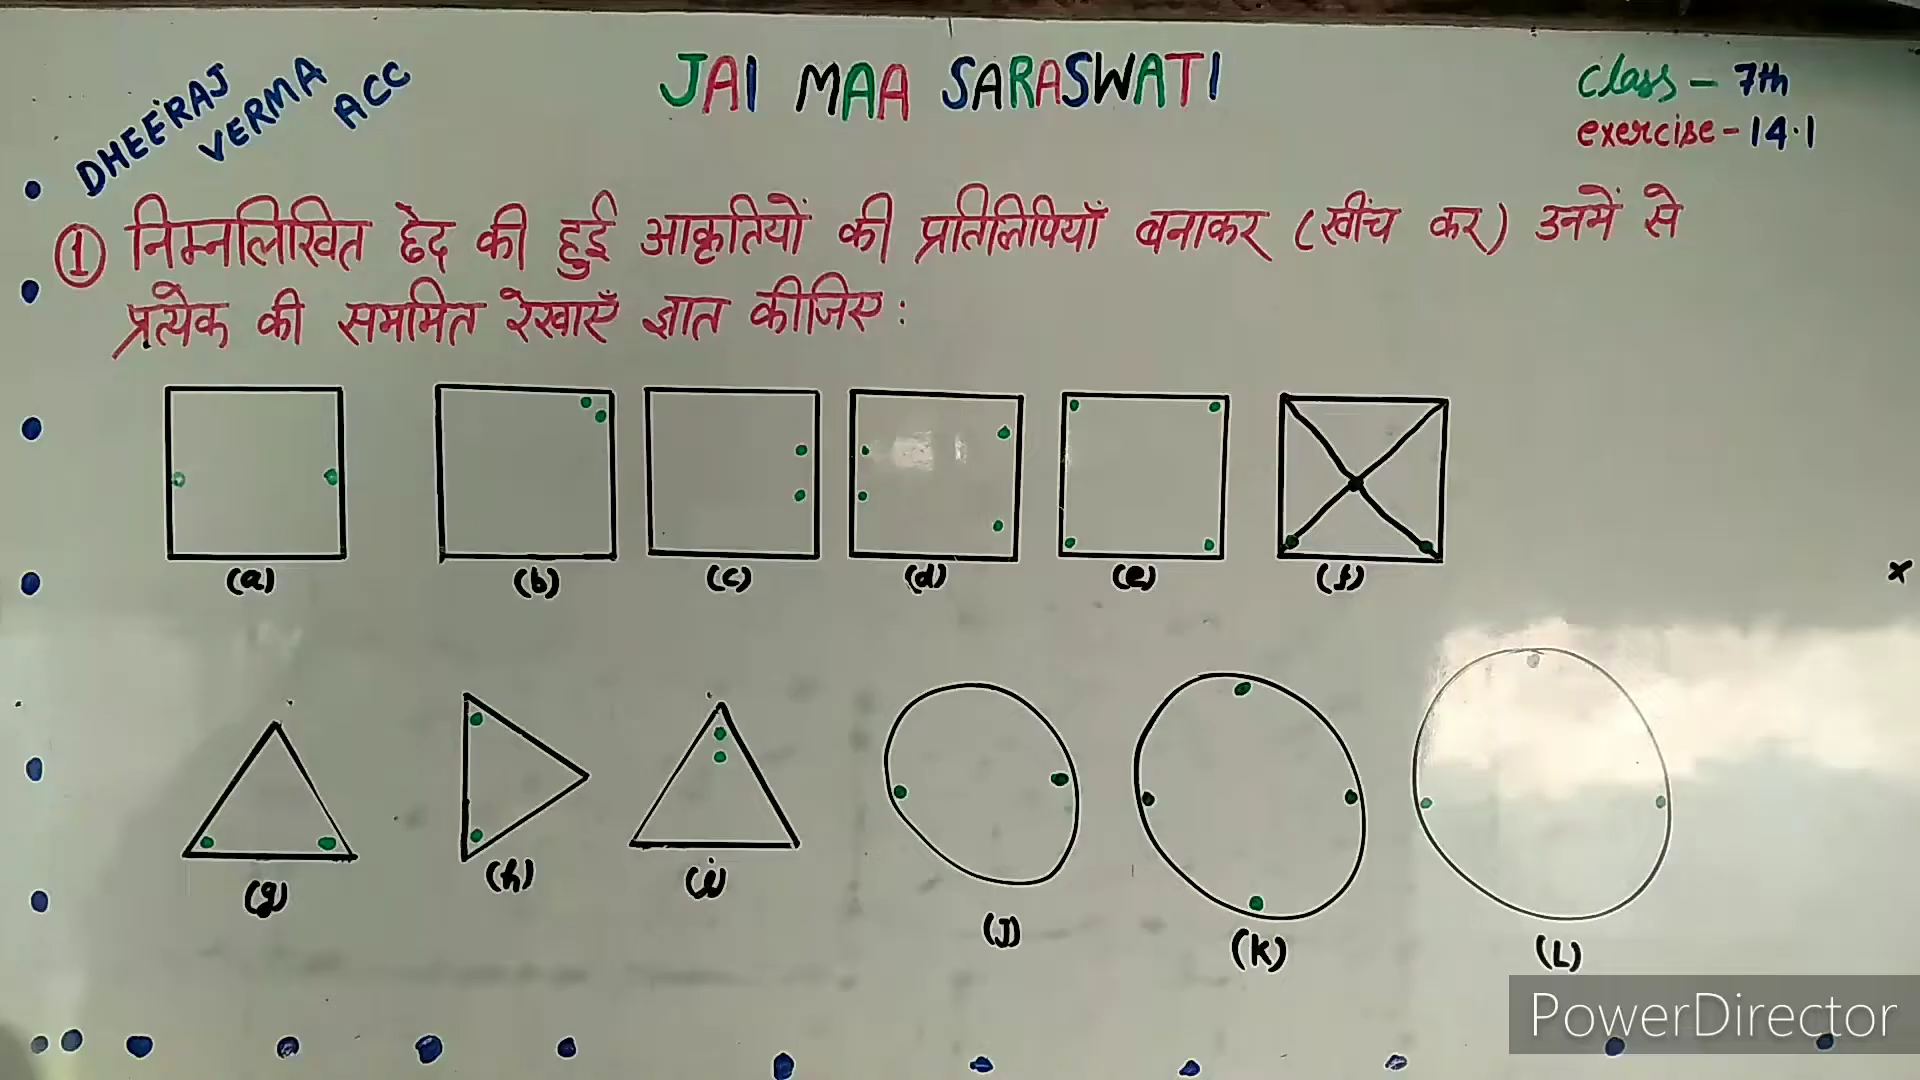 DHEERAJ
VERMA
ACC
JAI MAA SARASWATI
Class - 7th
exercise - 14.1
① निम्नलिखित छेद की हुई आकृतियों की प्रतिलिपियाँ बनाकर (खींच कर) उनमें से
प्रत्येक की सममित रेखाएँ ज्ञात कीजिए :
(a) (b) (c) (d) (e) (f)
x
(g) (h) (i) (J) (K) (L)
PowerDirector